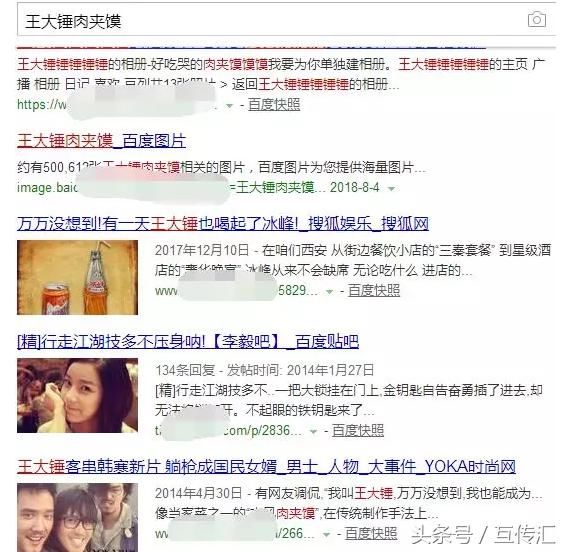 王大锤肉夹馍
王大锤锤锤锤的相册-好吃哭的肉夹馍馍馍我要为你单独建相册。王大锤锤锤锤的主页 广
播 相册 日记 喜欢 豆列共13张照片 > 返回王大锤锤锤锤的相册...
https://w - 百度快照
王大锤肉夹馍_百度图片
约有500,612张王大锤肉夹馍相关的图片，百度图片为您提供海量图片...
image.baid =王大锤肉夹馍... 2018-8-4
万万没想到!有一天王大锤也喝起了冰峰!_搜狐娱乐_搜狐网
2017年12月10日 - 在咱们西安 从街边餐饮小店的“三秦套餐” 到星级酒
店的“奢华晚宴” 冰峰从来不会缺席 无论吃什么 进店的...
www 5829... - 百度快照
[精]行走江湖技多不压身呐!【李毅吧】_百度贴吧
134条回复 - 发帖时间: 2014年1月27日
[精]行走江湖技多不..一把大锁挂在门上,金钥匙自告奋勇插了进去,却
开。不起眼的铁钥匙来了...
.com/p/2836... - 百度快照
王大锤客串韩寒新片 躺枪成国民女婿_男士_人物_大事件_YOKA时尚网
2014年4月30日 - 有网友调侃,“我叫王大锤,万万没想到,我也能成为...
像当家菜之一的 肉夹馍”,在传统制作手法上...
www 266... - 百度快照
头条号 / 互传汇